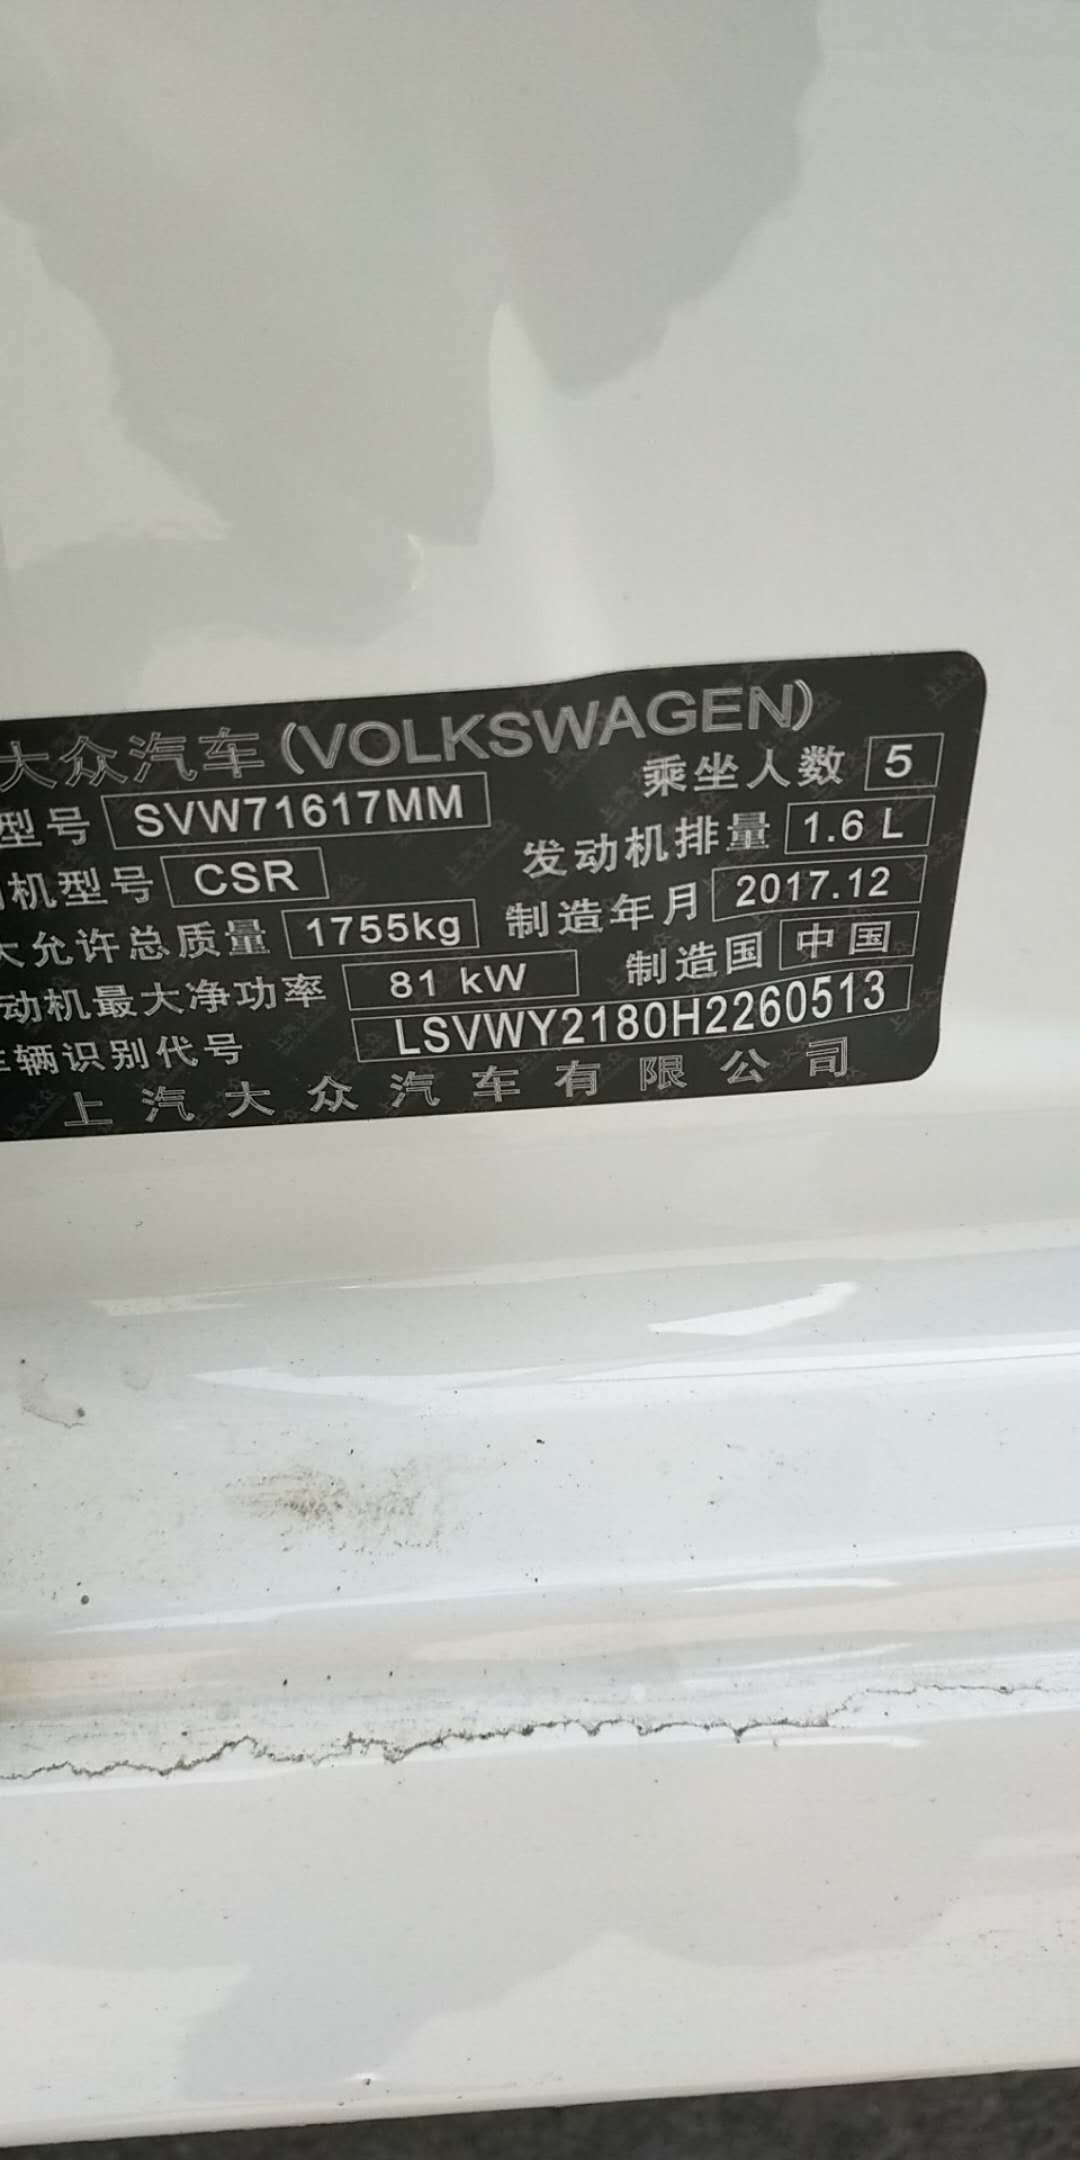 大众汽车(VOLKSWAGEN)
型号 SVW71617MM 乘坐人数 5
机型号 CSR 发动机排量 1.6 L
大允许总质量 1755kg 制造年月 2017.12
动机最大净功率 81 kW 制造国 中国
车辆识别代号 LSVWY2180H2260513
上汽大众汽车有限公司